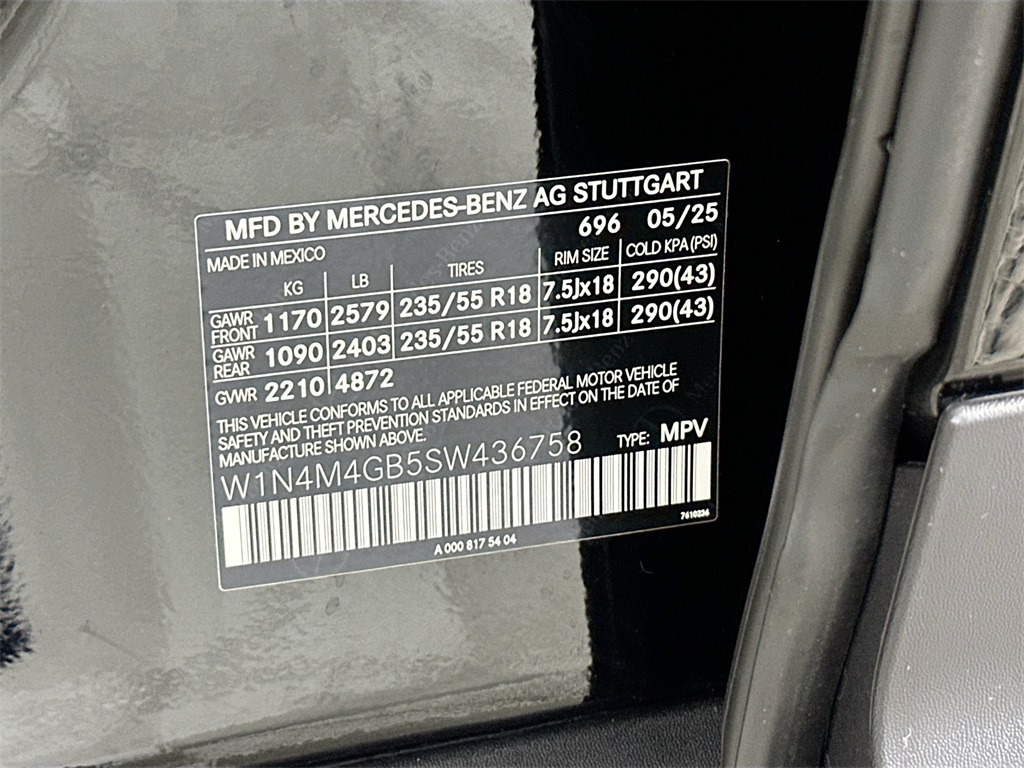 MFD BY MERCEDES-BENZ AG STUTTGART
696 05/25
MADE IN MEXICO
KG LB TIRES RIM SIZE COLD KPA (PSI)
GAWR FRONT 1170 2579 235/55 R18 7.5Jx18 290(43)
GAWR REAR 1090 2403 235/55 R18 7.5Jx18 290(43)
GVWR 2210 4872
THIS VEHICLE CONFORMS TO ALL APPLICABLE FEDERAL MOTOR VEHICLE
SAFETY AND THEFT PREVENTION STANDARDS IN EFFECT ON THE DATE OF
MANUFACTURE SHOWN ABOVE.
W1N4M4GB5SW436758 TYPE: MPV
7610236
A 000 817 54 04